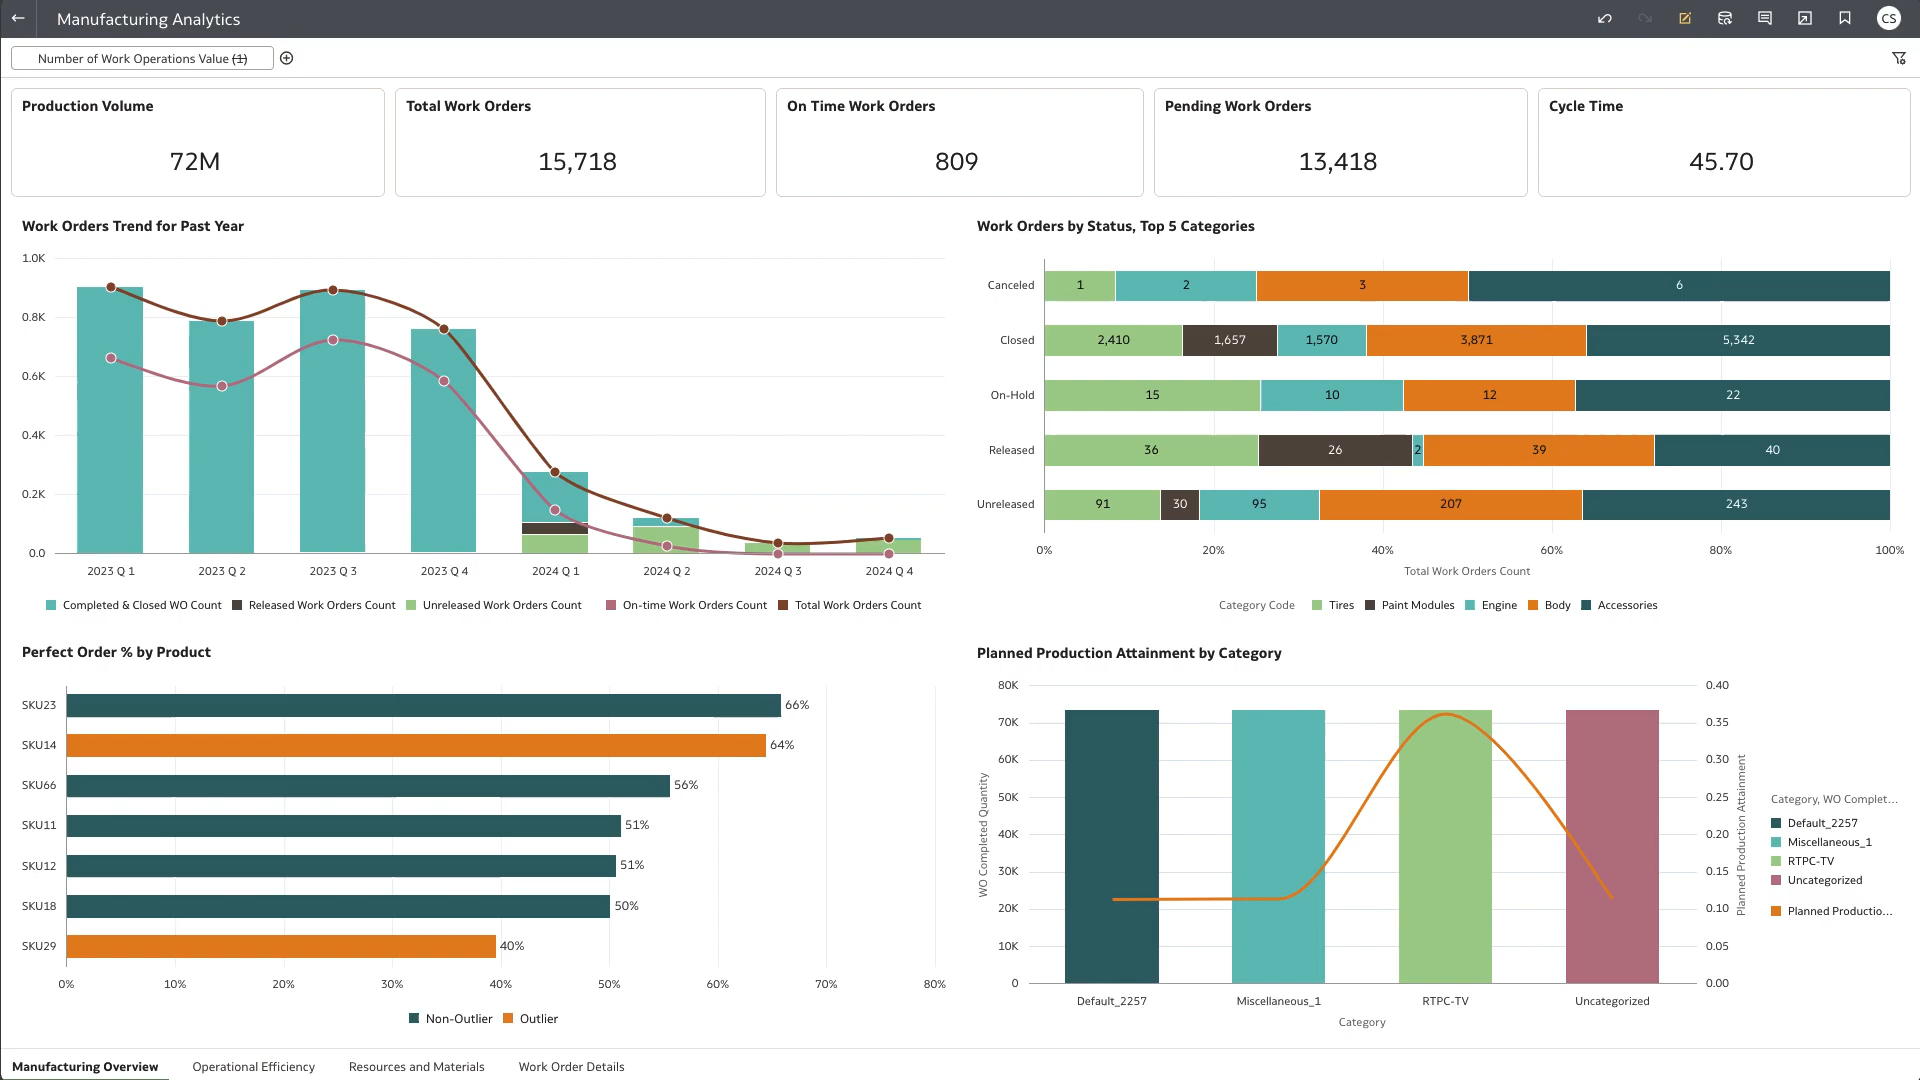 Manufacturing Analytics
CS
Number of Work Operations Value (1)
Production Volume
72M
Total Work Orders
15,718
On Time Work Orders
809
Pending Work Orders
13,418
Cycle Time
45.70
Work Orders Trend for Past Year
1.0K
0.8K
0.6K
0.4K
0.2K
0.0
2023 Q 1 2023 Q 2 2023 Q 3 2023 Q 4 2024 Q 1 2024 Q 2 2024 Q 3 2024 Q 4
Completed & Closed WO Count Released Work Orders Count Unreleased Work Orders Count On-time Work Orders Count Total Work Orders Count
Work Orders by Status, Top 5 Categories
Canceled 1 2 3 6
Closed 2,410 1,657 1,570 3,871 5,342
On-Hold 15 10 12 22
Released 36 26 2 39 40
Unreleased 91 30 95 207 243
0% 20% 40% 60% 80% 100%
Total Work Orders Count
Category Code Tires Paint Modules Engine Body Accessories
Perfect Order % by Product
SKU23 66%
SKU14 64%
SKU66 56%
SKU11 51%
SKU12 51%
SKU18 50%
SKU29 40%
0% 10% 20% 30% 40% 50% 60% 70% 80%
Non-Outlier Outlier
Planned Production Attainment by Category
WO Completed Quantity
80K
70K
60K
50K
40K
30K
20K
10K
0
0.40
0.35
0.30
0.25
0.20
0.15
0.10
0.05
0.00
Planned Production Attainment
Default_2257 Miscellaneous_1 RTPC-TV Uncategorized
Category
Category, WO Complet...
Default_2257
Miscellaneous_1
RTPC-TV
Uncategorized
Planned Productio...
Manufacturing Overview Operational Efficiency Resources and Materials Work Order Details